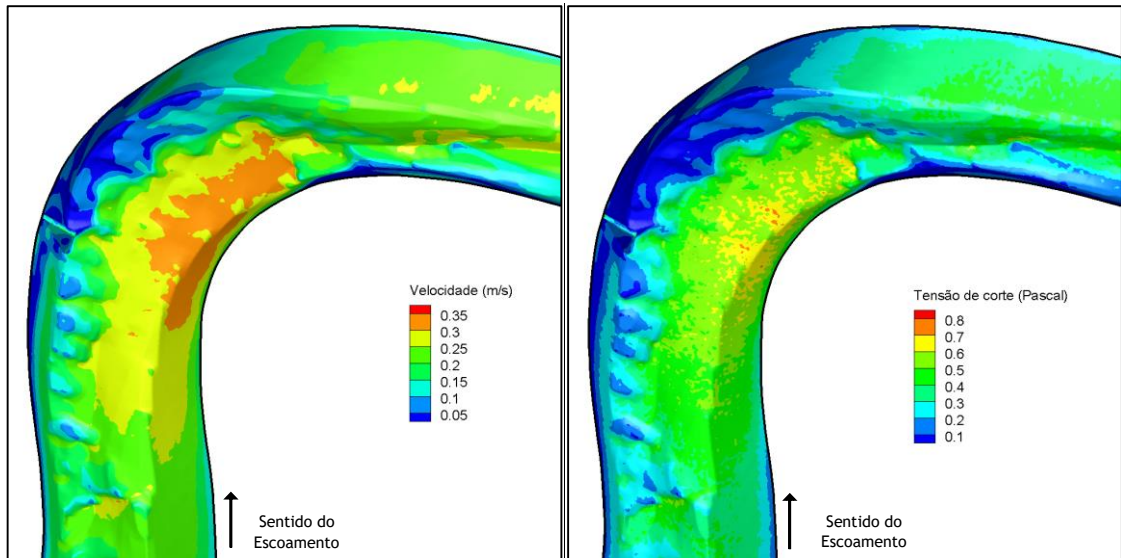 Velocidade (m/s)
0.35
0.3
0.25
0.2
0.15
0.1
0.05
Sentido do
Escoamento
Tensão de corte (Pascal)
0.8
0.7
0.6
0.5
0.4
0.3
0.2
0.1
Sentido do
Escoamento